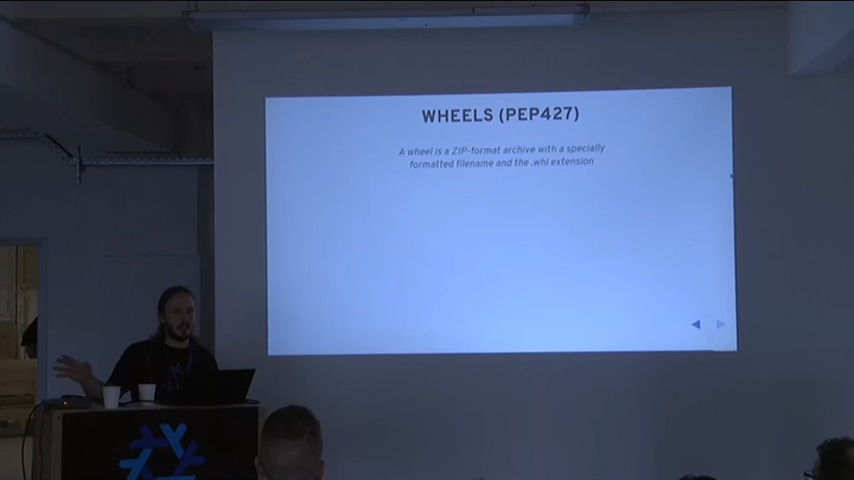 WHEELS (PEP427)
A wheel is a ZIP-format archive with a specially
formatted filename and the .whl extension